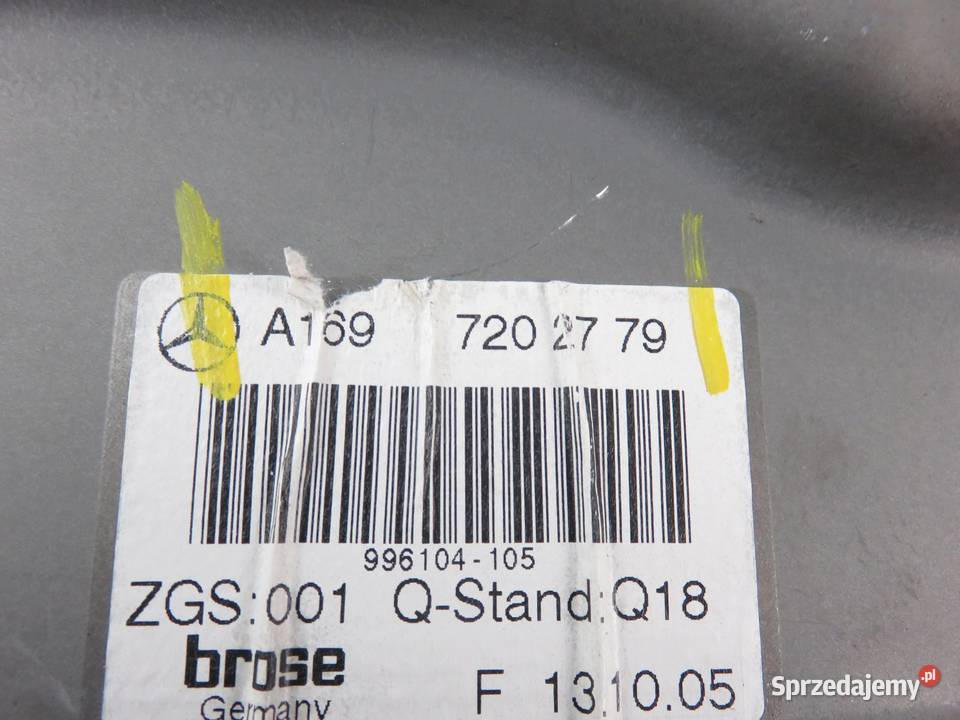 A169 720 27 79
996104-105
ZGS:001 Q-Stand:Q18
brose
Germany
F 13.10.05
Sprzedajemy.pl